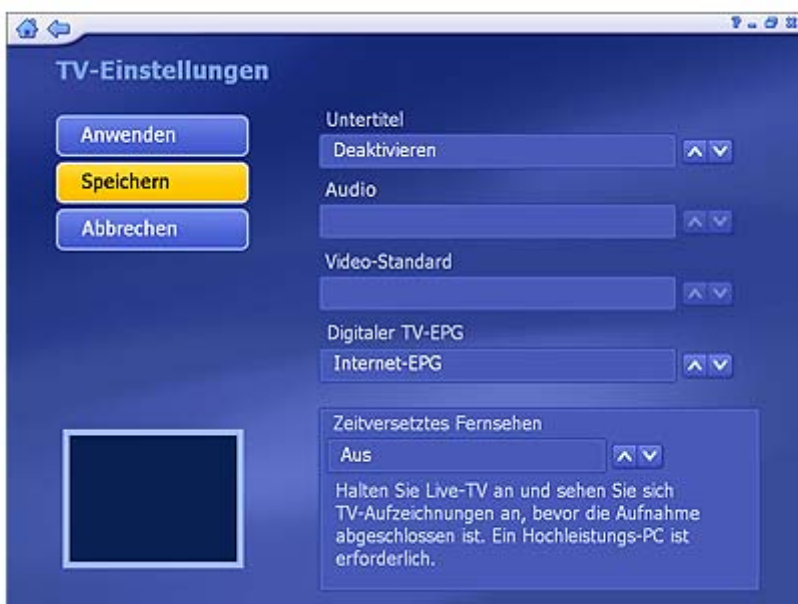 TV-Einstellungen
Anwenden
Speichern
Abbrechen
Untertitel
Deaktivieren
Audio
Video-Standard
Digitaler TV-EPG
Internet-EPG
Zeitversetztes Fernsehen
Aus
Halten Sie Live-TV an und sehen Sie sich
TV-Aufzeichnungen an, bevor die Aufnahme
abgeschlossen ist. Ein Hochleistungs-PC ist
erforderlich.